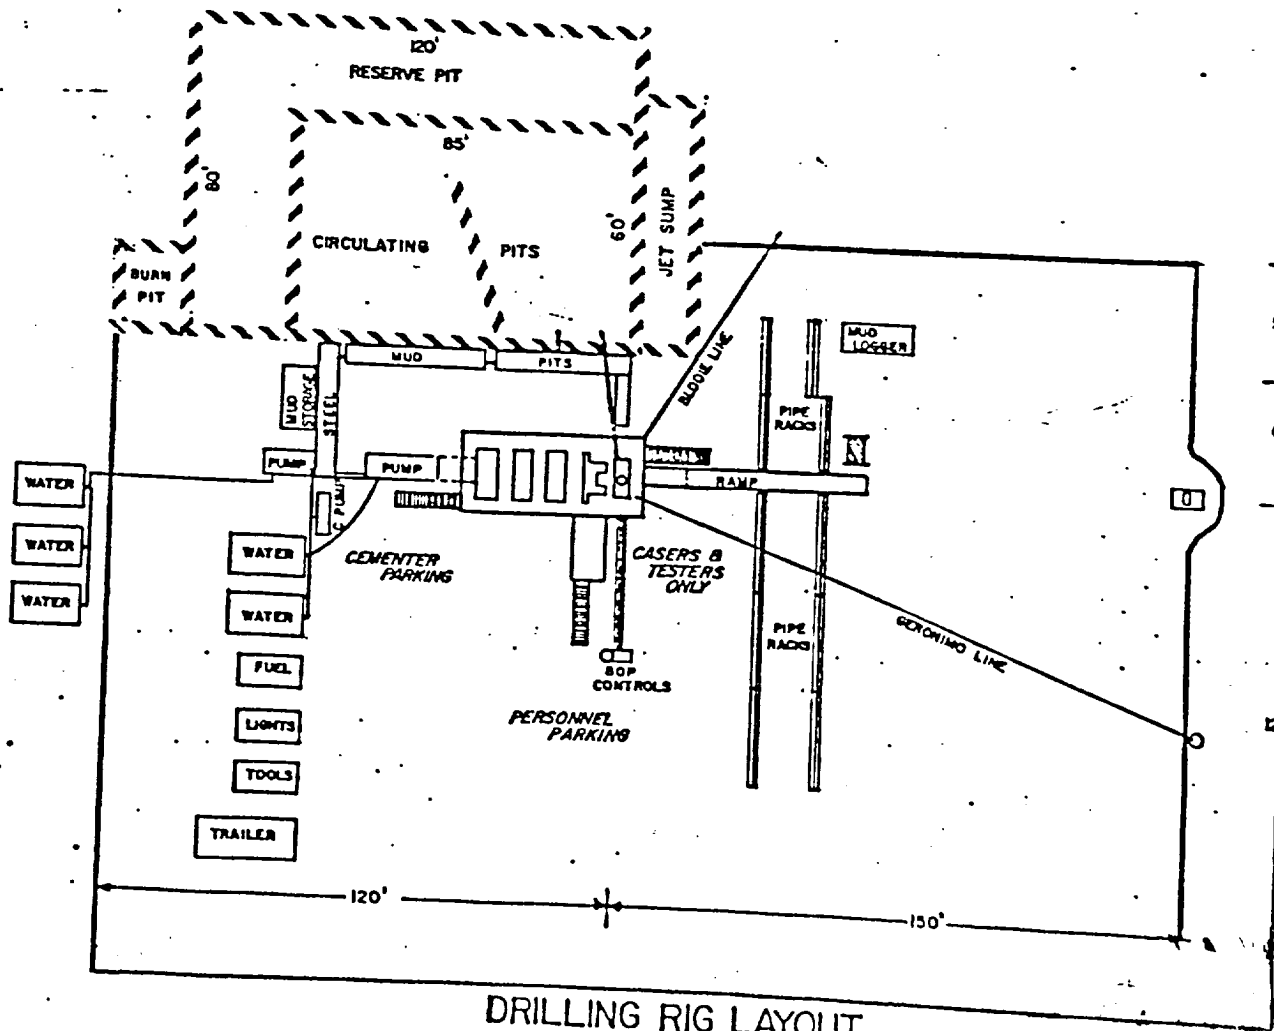 120'
RESERVE PIT
85'
80'
60'
JET SUMP
CIRCULATING PITS
BURN
PIT
MUD
PITS
MUD
STORAGE
STEEL
BLOOIE LINE
MUD
LOGGER
PIPE
RACKS
PUMP
PUMP
RAMP
WATER
WATER
WATER
WATER
WATER
CEMENTER
PARKING
CASERS &
TESTERS
ONLY
GERONIMO LINE
PIPE
RACKS
FUEL
BOP
CONTROLS
LIGHTS
PERSONNEL
PARKING
TOOLS
TRAILER
120'
150'
DRILLING RIG LAYOUT